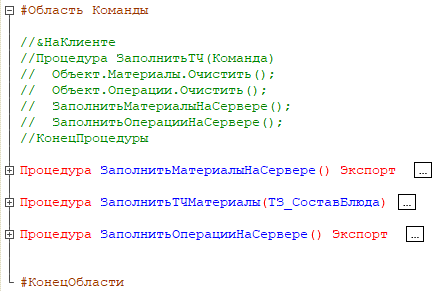 #Область Команды
//&НаКлиенте
//Процедура ЗаполнитьТЧ(Команда)
//  Объект.Материалы.Очистить();
//  Объект.Операции.Очистить();
//  ЗаполнитьМатериалыНаСервере();
//  ЗаполнитьОперацииНаСервере();
//КонецПроцедуры
Процедура ЗаполнитьМатериалыНаСервере() Экспорт ...
Процедура ЗаполнитьТЧМатериалы(ТЗ_СоставБлюда) ...
Процедура ЗаполнитьОперацииНаСервере() Экспорт ...
#КонецОбласти